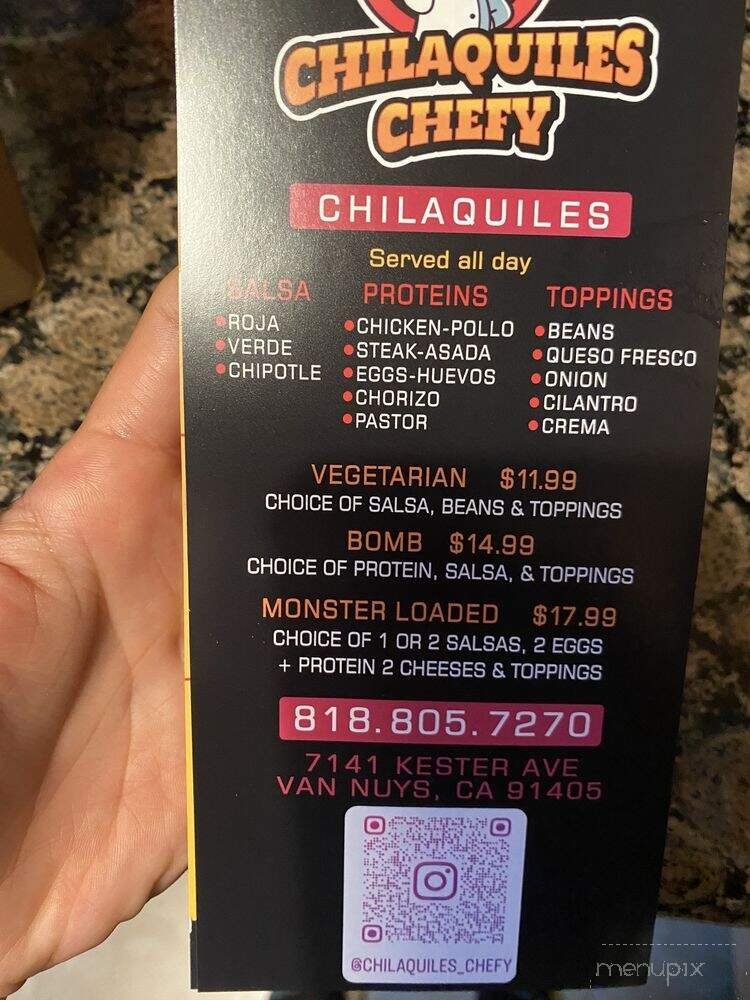 CHILAQUILES
CHEFY
CHILAQUILES
Served all day
SALSA
•ROJA
•VERDE
•CHIPOTLE
PROTEINS
•CHICKEN-POLLO
•STEAK-ASADA
•EGGS-HUEVOS
•CHORIZO
•PASTOR
TOPPINGS
•BEANS
•QUESO FRESCO
•ONION
•CILANTRO
•CREMA
VEGETARIAN $11.99
CHOICE OF SALSA, BEANS & TOPPINGS
BOMB $14.99
CHOICE OF PROTEIN, SALSA, & TOPPINGS
MONSTER LOADED $17.99
CHOICE OF 1 OR 2 SALSAS, 2 EGGS
+ PROTEIN 2 CHEESES & TOPPINGS
818.805.7270
7141 KESTER AVE
VAN NUYS, CA 91405
@CHILAQUILES_CHEFY
menupix